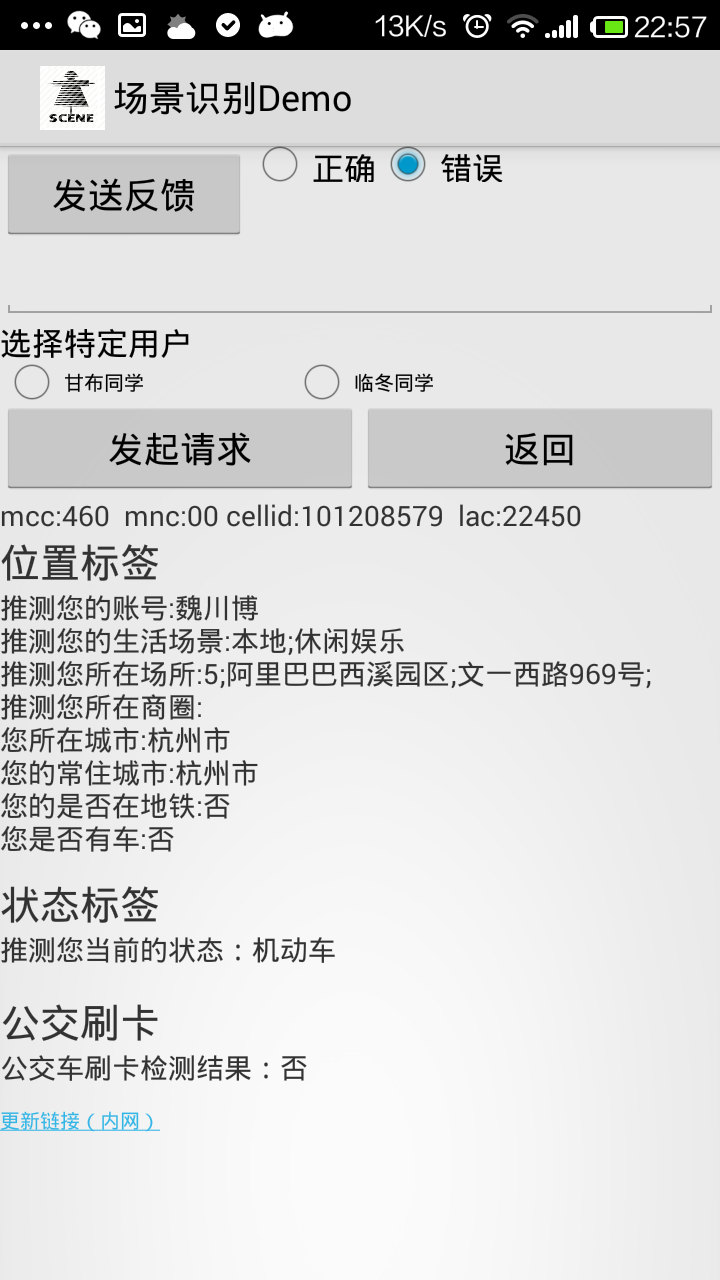 13K/s 22:57
SCENE
场景识别Demo
发送反馈 正确 错误
选择特定用户
甘布同学 临冬同学
发起请求 返回
mcc:460 mnc:00 cellid:101208579 lac:22450
位置标签
推测您的账号:魏川博
推测您的生活场景:本地;休闲娱乐
推测您所在场所:5;阿里巴巴西溪园区;文一西路969号;
推测您所在商圈:
您所在城市:杭州市
您的常住城市:杭州市
您的是否在地铁:否
您是否有车:否
状态标签
推测您当前的状态：机动车
公交刷卡
公交车刷卡检测结果：否
更新链接（内网）